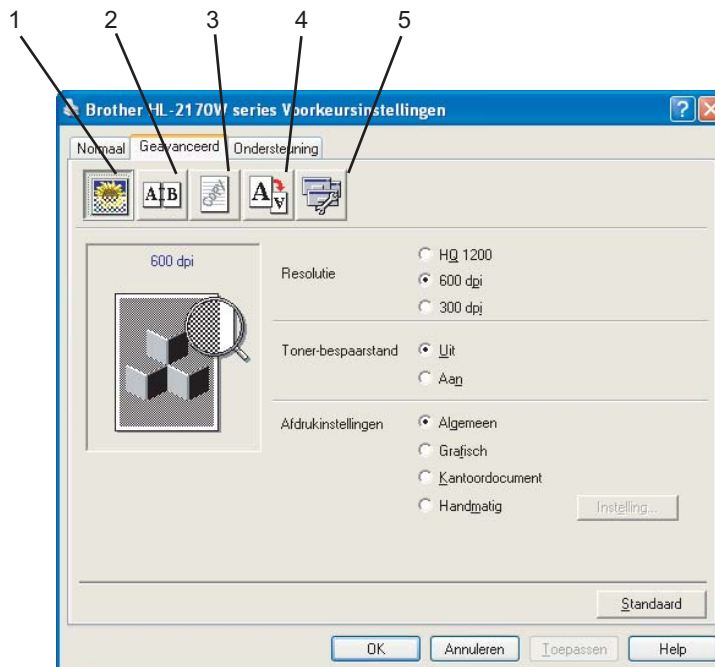 1 2 3 4 5
Brother HL-2170W series Voorkeursinstellingen
Normaal Geavanceerd Ondersteuning
A B Copy A A
600 dpi
Resolutie
HQ 1200
600 dpi
300 dpi
Toner-bespaarstand
Uit
Aan
Afdrukinstellingen
Algemeen
Grafisch
Kantoordocument
Handmatig Instelling...
Standaard
OK Annuleren Toepassen Help